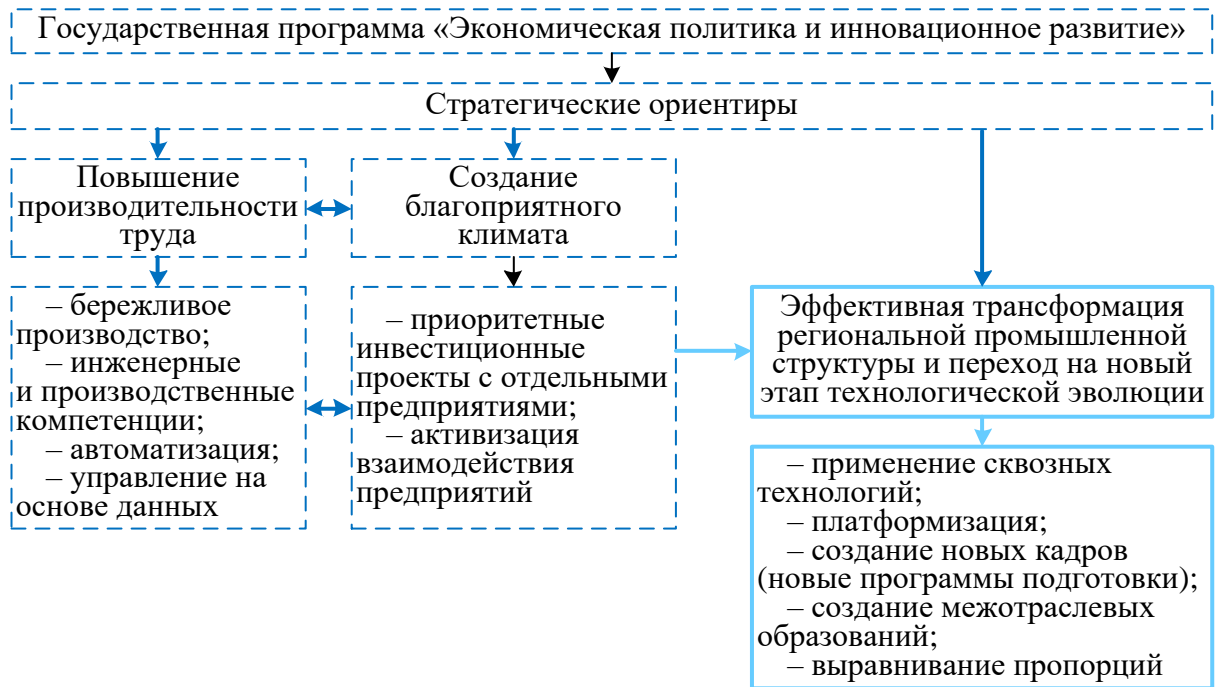 Государственная программа «Экономическая политика и инновационное развитие»
Стратегические ориентиры
Повышение
производительности
труда
Создание
благоприятного
климата
– бережливое
производство;
– инженерные
и производственные
компетенции;
– автоматизация;
– управление на
основе данных
– приоритетные
инвестиционные
проекты с отдельными
предприятиями;
– активизация
взаимодействия
предприятий
Эффективная трансформация
региональной промышленной
структуры и переход на новый
этап технологической эволюции
– применение сквозных
технологий;
– платформизация;
– создание новых кадров
(новые программы подготовки);
– создание межотраслевых
образований;
– выравнивание пропорций